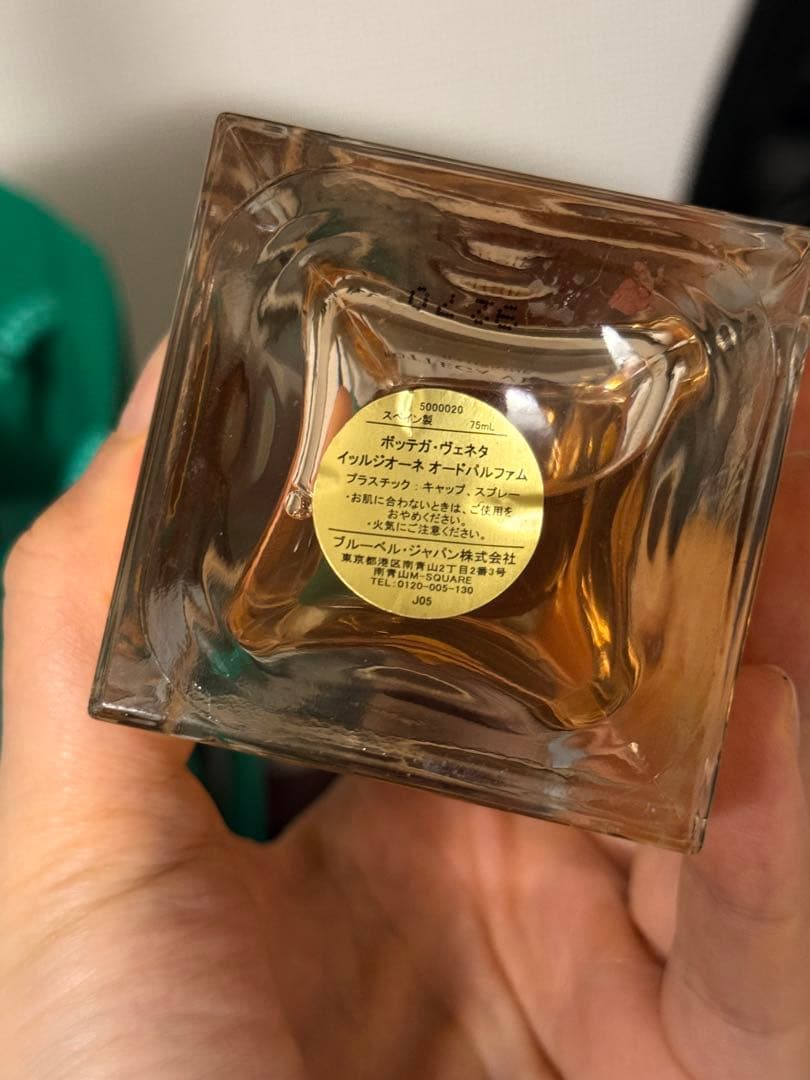 5000020
スペイン製 75mL
ボッテガ・ヴェネタ
イッルジオーネ オードパルファム
プラスチック：キャップ、スプレー
・お肌に合わないときは、ご使用を
おやめください。
・火気にご注意ください。
ブルーベル・ジャパン株式会社
東京都港区南青山2丁目2番3号
南青山M-SQUARE
TEL:0120-005-130
J05